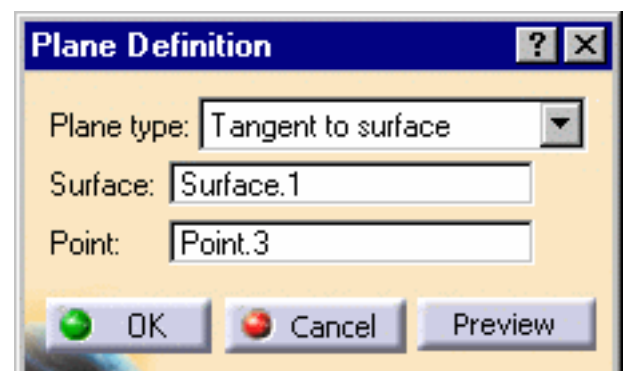 Plane Definition
Plane type: Tangent to surface
Surface: Surface.1
Point: Point.3
OK Cancel Preview